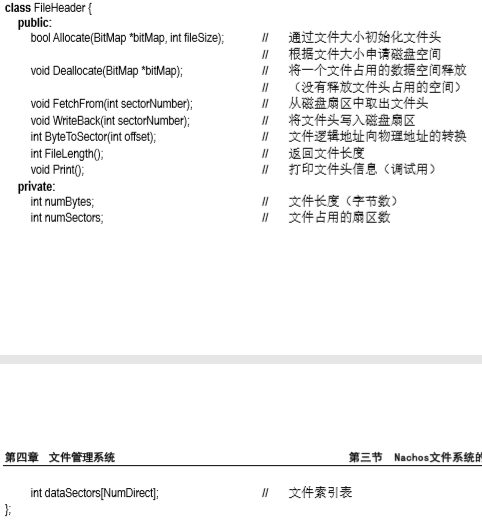 class FileHeader {
public:
bool Allocate(BitMap *bitMap, int fileSize); // 通过文件大小初始化文件头
// 根据文件大小申请磁盘空间
void Deallocate(BitMap *bitMap); // 将一个文件占用的数据空间释放
// （没有释放文件头占用的空间）
void FetchFrom(int sectorNumber); // 从磁盘扇区中取出文件头
void WriteBack(int sectorNumber); // 将文件头写入磁盘扇区
int ByteToSector(int offset); // 文件逻辑地址向物理地址的转换
int FileLength(); // 返回文件长度
void Print(); // 打印文件头信息（调试用）
private:
int numBytes; // 文件长度（字节数）
int numSectors; // 文件占用的扇区数
第四章 文件管理系统 第三节 Nachos文件系统的
int dataSectors[NumDirect]; // 文件索引表
};